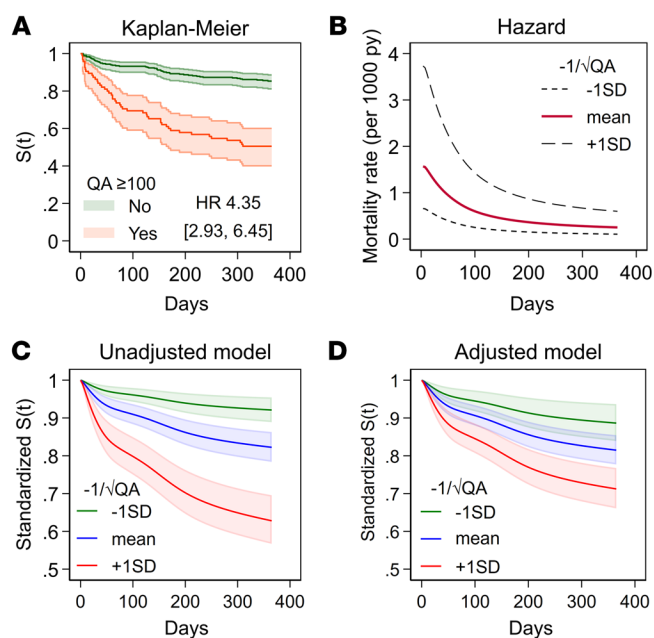 A
Kaplan-Meier
S(t)
1
.8
.6
.4
.2
0
QA ≥100
No
Yes
HR 4.35
[2.93, 6.45]
0 100 200 300 400
Days
B
Hazard
Mortality rate (per 1000 py)
4
3
2
1
0
-1/√QA
-1SD
mean
+1SD
0 100 200 300 400
Days
C
Unadjusted model
Standardized S(t)
1
.9
.8
.7
.6
.5
-1/√QA
-1SD
mean
+1SD
0 100 200 300 400
Days
D
Adjusted model
Standardized S(t)
1
.9
.8
.7
.6
.5
-1/√QA
-1SD
mean
+1SD
0 100 200 300 400
Days